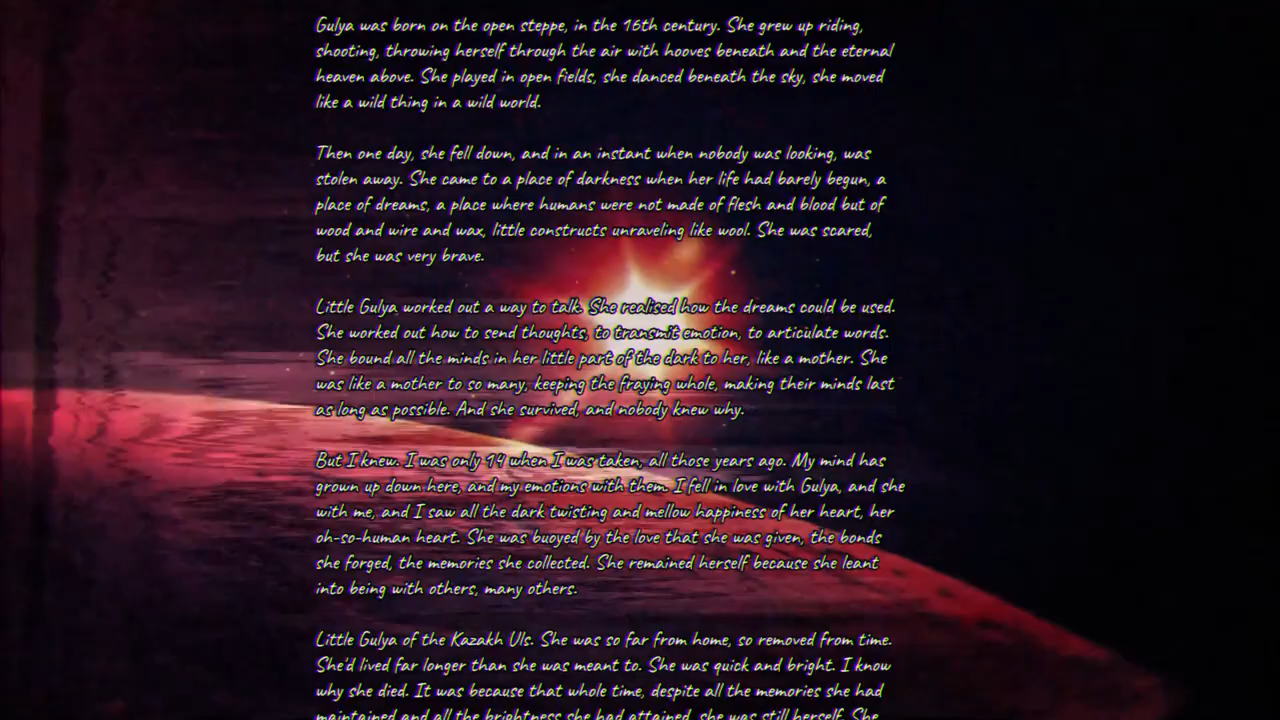 Gulya was born on the open steppe, in the 16th century. She grew up riding,
shooting, throwing herself through the air with hooves beneath and the eternal
heaven above. She played in open fields, she danced beneath the sky, she moved
like a wild thing in a wild world.
Then one day, she fell down, and in an instant when nobody was looking, was
stolen away. She came to a place of darkness when her life had barely begun, a
place of dreams, a place where humans were not made of flesh and blood but of
wood and wire and wax, little constructs unraveling like wool. She was scared,
but she was very brave.
Little Gulya worked out a way to talk. She realised how the dreams could be used.
She worked out how to send thoughts, to transmit emotion, to articulate words.
She bound all the minds in her little part of the dark to her, like a mother. She
was like a mother to so many, keeping the fraying whole, making their minds last
as long as possible. And she survived, and nobody knew why.
But I knew. I was only 14 when I was taken, all those years ago. My mind has
grown up down here, and my emotions with them. I fell in love with Gulya, and she
with me, and I saw all the dark twisting and mellow happiness of her heart, her
oh-so-human heart. She was buoyed by the love that she was given, the bonds
she forged, the memories she collected. She remained herself because she leant
into being with others, many others.
Little Gulya of the Kazakh Uls. She was so far from home, so removed from time.
She'd lived far longer than she was meant to. She was quick and bright. I know
why she died. It was because that whole time, despite all the memories she had
maintained and all the brightness she had attained, she was still herself. She